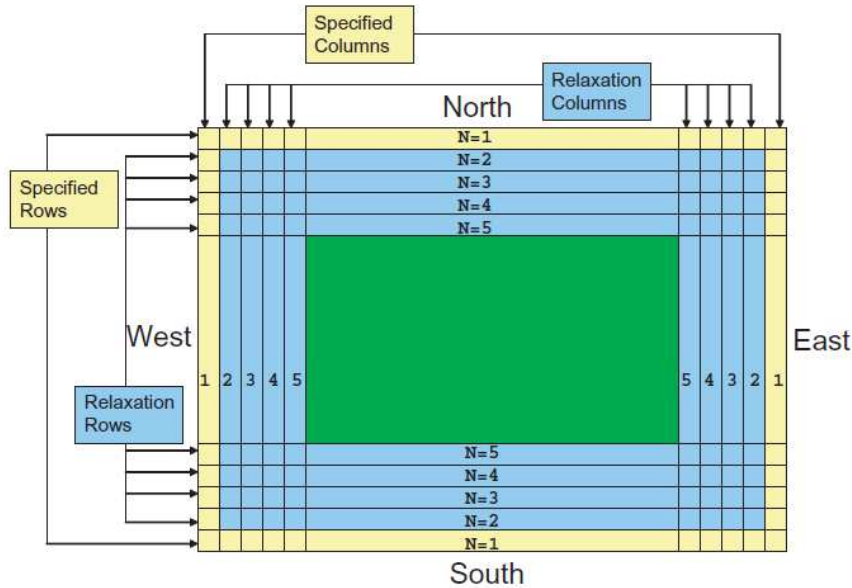 Specified
Columns
Relaxation
Columns
North
N=1
N=2
N=3
N=4
N=5
Specified
Rows
West
East
1 2 3 4 5
5 4 3 2 1
Relaxation
Rows
N=5
N=4
N=3
N=2
N=1
South